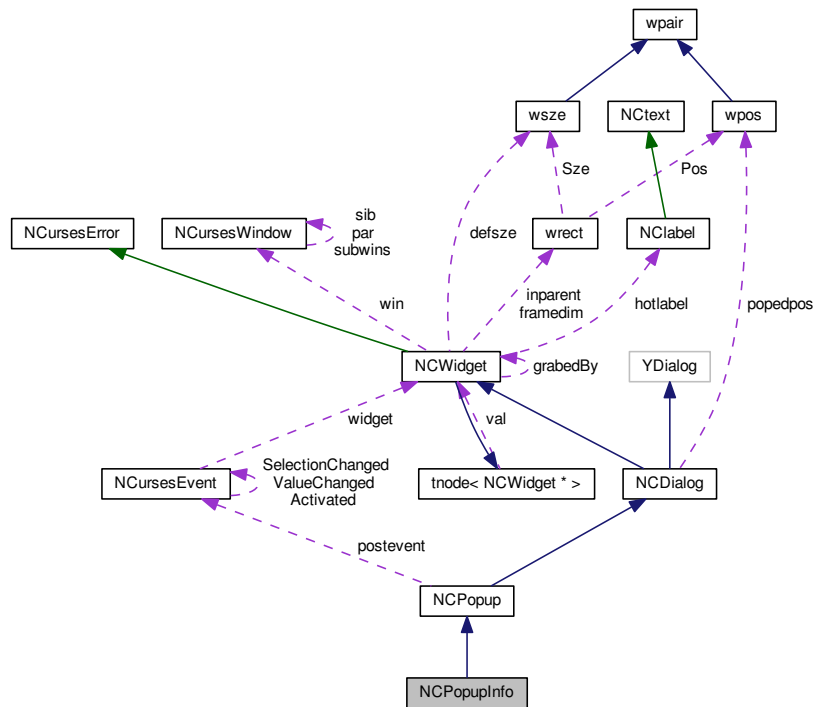 wpair
wsze
NCtext
wpos
Sze
Pos
sib
par
subwins
NCursesError
NCursesWindow
defsze
wrect
NClabel
win
inparent
framedim
hotlabel
popedpos
NCWidget
grabedBy
YDialog
widget
val
SelectionChanged
ValueChanged
Activated
NCursesEvent
tnode< NCWidget * >
NCDialog
postevent
NCPopup
NCPopupInfo